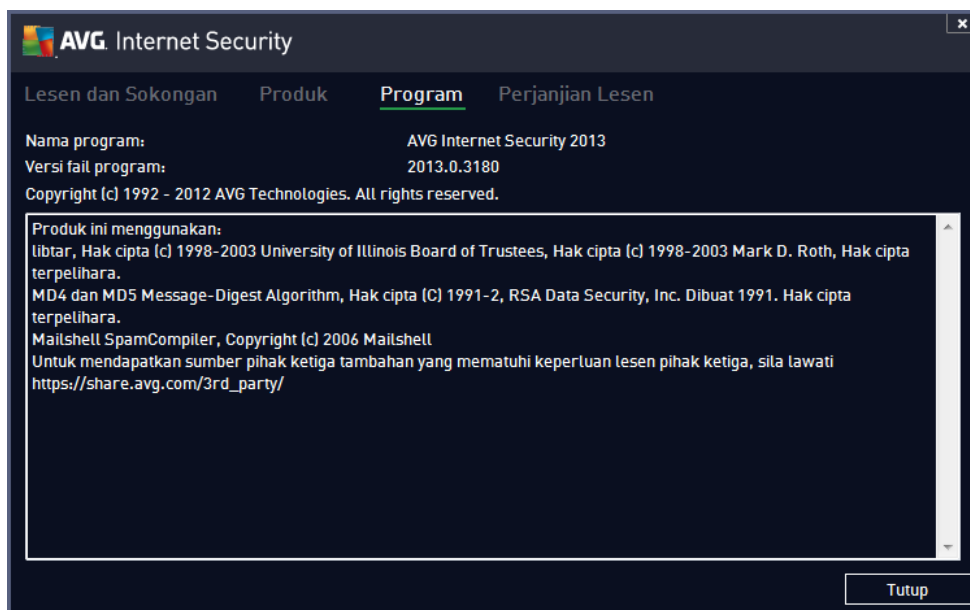 AVG. Internet Security
Lesen dan Sokongan Produk Program Perjanjian Lesen
Nama program: AVG Internet Security 2013
Versi fail program: 2013.0.3180
Copyright (c) 1992 - 2012 AVG Technologies. All rights reserved.
Produk ini menggunakan:
libtar, Hak cipta (c) 1998-2003 University of Illinois Board of Trustees, Hak cipta (c) 1998-2003 Mark D. Roth, Hak cipta
terpelihara.
MD4 dan MD5 Message-Digest Algorithm, Hak cipta (C) 1991-2, RSA Data Security, Inc. Dibuat 1991. Hak cipta
terpelihara.
Mailshell SpamCompiler, Copyright (c) 2006 Mailshell
Untuk mendapatkan sumber pihak ketiga tambahan yang mematuhi keperluan lesen pihak ketiga, sila lawati
https://share.avg.com/3rd_party/
Tutup